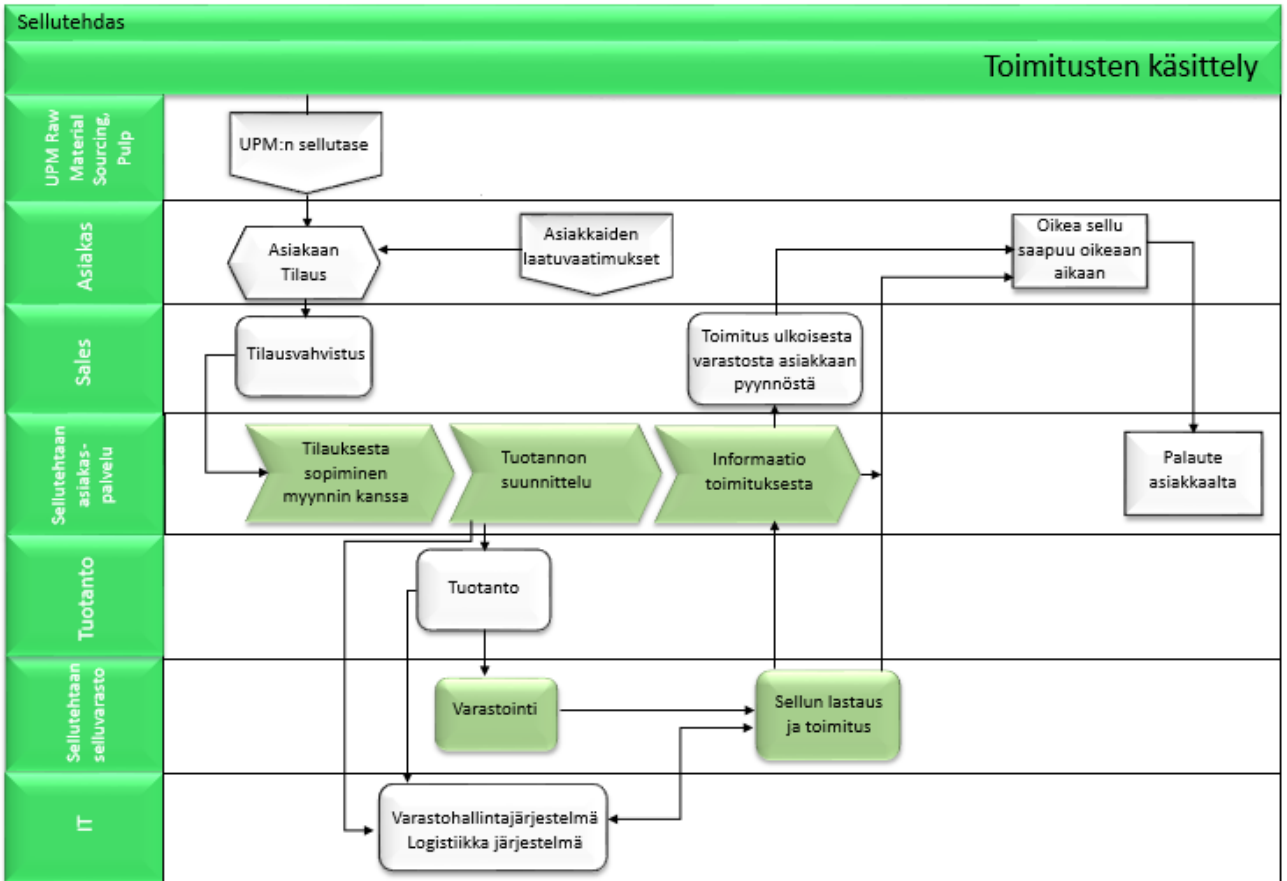 Sellutehdas
Toimitusten käsittely
UPM Raw
Material
Sourcing,
Pulp
UPM:n sellutase
Asiakas
Asiakaan
Tilaus
Asiakkaiden
laatuvaatimukset
Oikea sellu
saapuu oikeaan
aikaan
Sales
Tilausvahvistus
Toimitus ulkoisesta
varastosta asiakkaan
pyynnöstä
Sellutehtaan
asiakas-
palvelu
Tilauksesta
sopiminen
myynnin kanssa
Tuotannon
suunnittelu
Informaatio
toimituksesta
Palaute
asiakkaalta
Tuotanto
Tuotanto
Sellutehtaan
selluvarasto
Varastointi
Sellun lastaus
ja toimitus
IT
Varastohallintajärjestelmä
Logistiikka järjestelmä